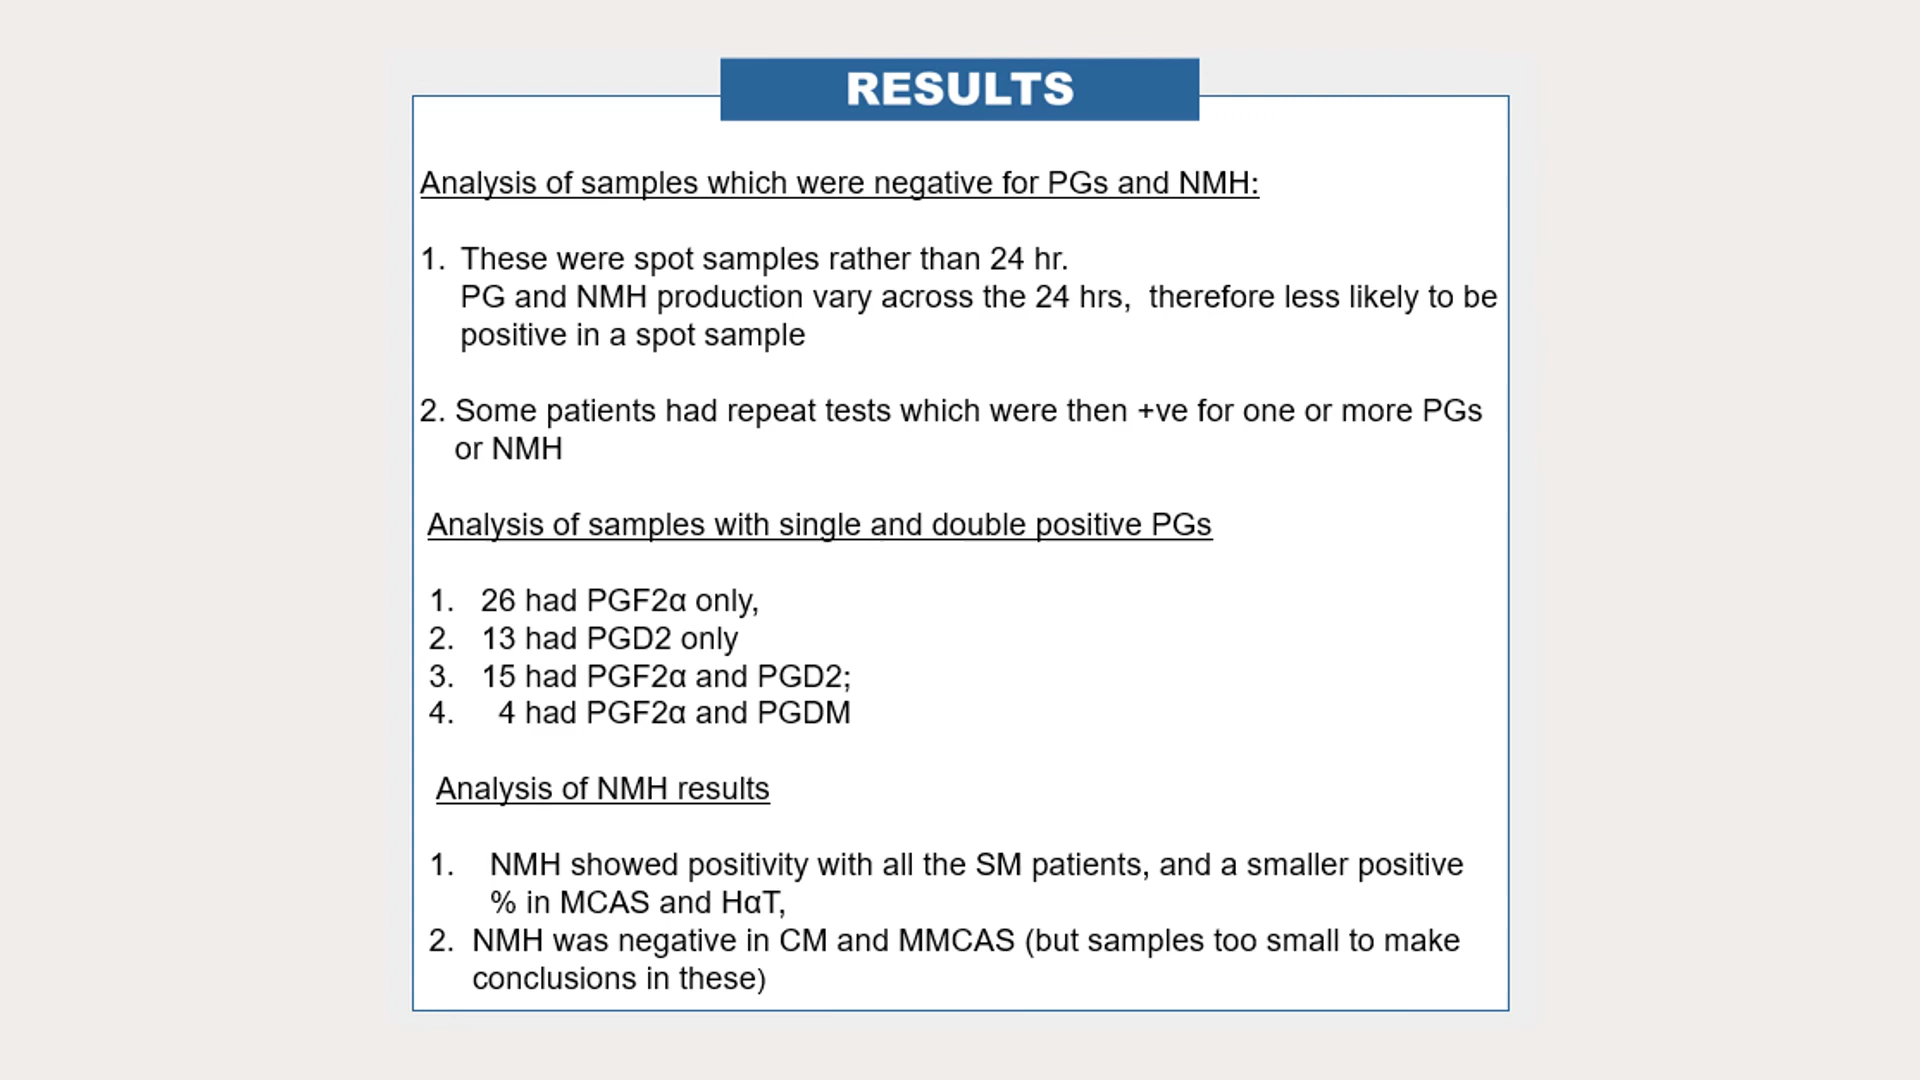 RESULTS
Analysis of samples which were negative for PGs and NMH:
1. These were spot samples rather than 24 hr.
PG and NMH production vary across the 24 hrs, therefore less likely to be
positive in a spot sample
2. Some patients had repeat tests which were then +ve for one or more PGs
or NMH
Analysis of samples with single and double positive PGs
1. 26 had PGF2α only,
2. 13 had PGD2 only
3. 15 had PGF2α and PGD2;
4. 4 had PGF2α and PGDM
Analysis of NMH results
1. NMH showed positivity with all the SM patients, and a smaller positive
% in MCAS and HαT,
2. NMH was negative in CM and MMCAS (but samples too small to make
conclusions in these)